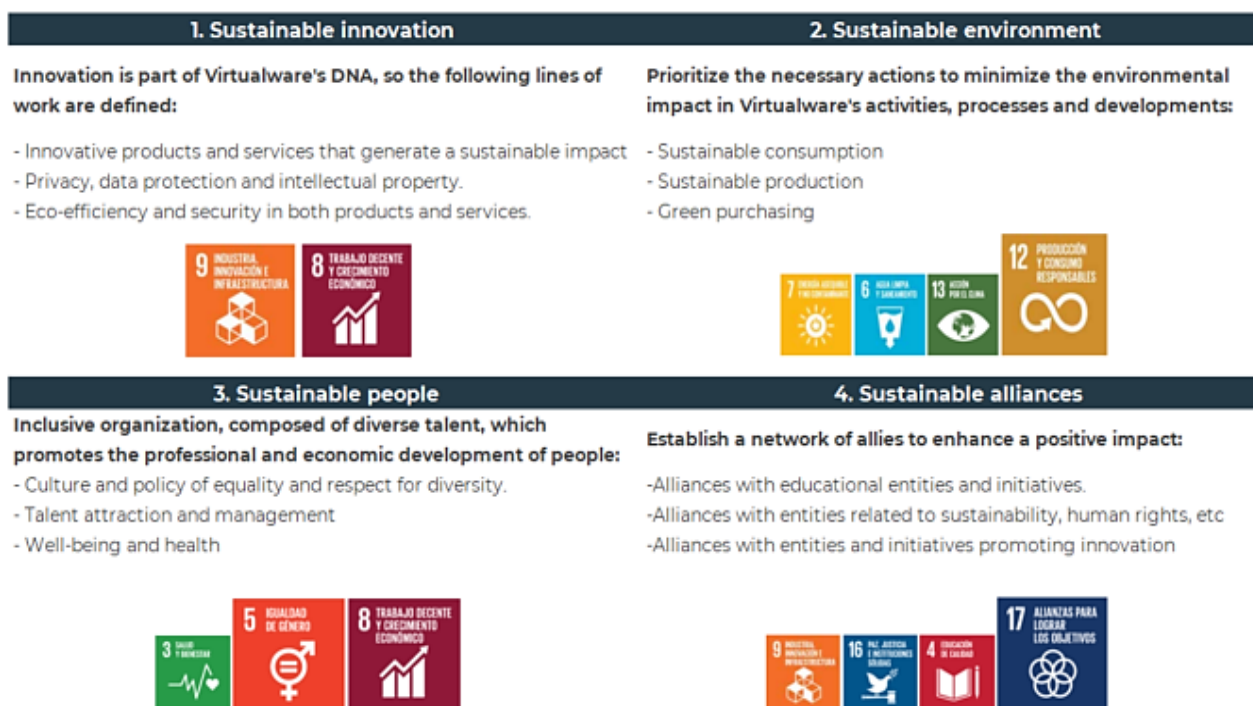 1. Sustainable innovation
Innovation is part of Virtualware's DNA, so the following lines of
work are defined:
- Innovative products and services that generate a sustainable impact
- Privacy, data protection and intellectual property.
- Eco-efficiency and security in both products and services.
9 INDUSTRIA,
INNOVACIÓN E
INFRAESTRUCTURA
8 TRABAJO DECENTE
Y CRECIMIENTO
ECONÓMICO
2. Sustainable environment
Prioritize the necessary actions to minimize the environmental
impact in Virtualware's activities, processes and developments:
- Sustainable consumption
- Sustainable production
- Green purchasing
7 ENERGÍA ASEQUIBLE
Y NO CONTAMINANTE
6 AGUA LIMPIA
Y SANEAMIENTO
13 ACCIÓN
POR EL CLIMA
12 PRODUCCIÓN
Y CONSUMO
RESPONSABLES
3. Sustainable people
Inclusive organization, composed of diverse talent, which
promotes the professional and economic development of people:
- Culture and policy of equality and respect for diversity.
- Talent attraction and management
- Well-being and health
3 SALUD
Y BIENESTAR
5 IGUALDAD
DE GÉNERO
8 TRABAJO DECENTE
Y CRECIMIENTO
ECONÓMICO
4. Sustainable alliances
Establish a network of allies to enhance a positive impact:
-Alliances with educational entities and initiatives.
-Alliances with entities related to sustainability, human rights, etc
-Alliances with entities and initiatives promoting innovation
9 INDUSTRIA,
INNOVACIÓN E
INFRAESTRUCTURA
16 PAZ, JUSTICIA
E INSTITUCIONES
SÓLIDAS
4 EDUCACIÓN
DE CALIDAD
17 ALIANZAS PARA
LOGRAR
LOS OBJETIVOS